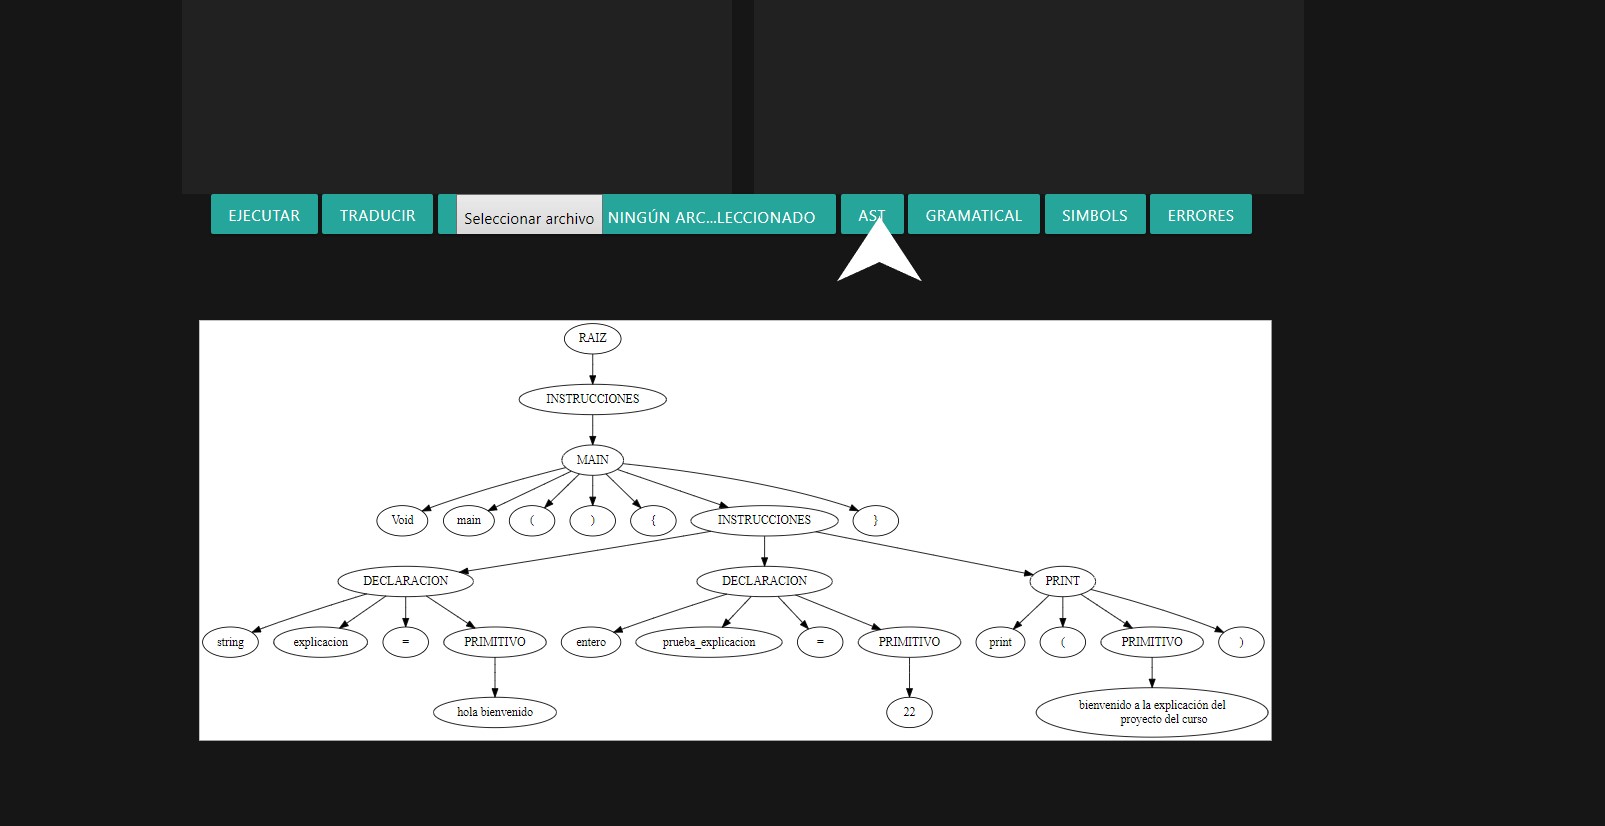 EJECUTAR TRADUCIR Seleccionar archivo NINGÚN ARC...LECCIONADO AST GRAMATICAL SIMBOLS ERRORES
RAIZ
INSTRUCCIONES
MAIN
Void main ( ) { INSTRUCCIONES }
DECLARACION DECLARACION PRINT
string explicacion = PRIMITIVO entero prueba_explicacion = PRIMITIVO print ( PRIMITIVO )
hola bienvenido 22 bienvenido a la explicación del
proyecto del curso